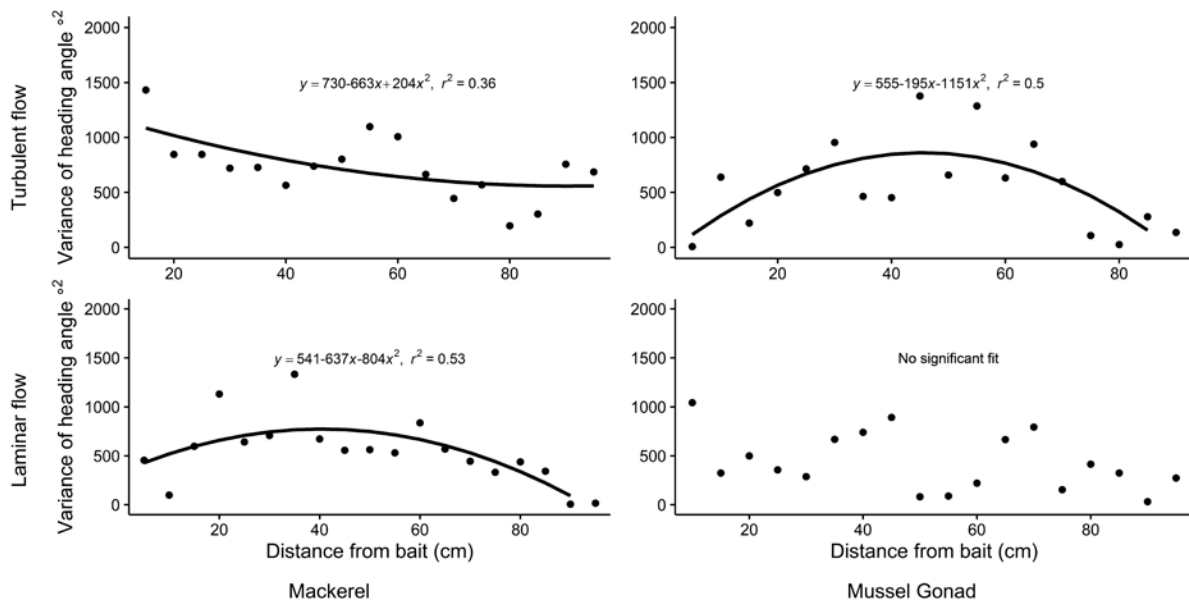 Turbulent flow
Variance of heading angle °²
2000
1500
1000
500
0
y = 730-663x+204x², r² = 0.36
20 40 60 80
2000
1500
1000
500
0
y = 555-195x-1151x², r² = 0.5
20 40 60 80
Laminar flow
Variance of heading angle °²
2000
1500
1000
500
0
y = 541-637x-804x², r² = 0.53
20 40 60 80
Distance from bait (cm)
Mackerel
2000
1500
1000
500
0
No significant fit
20 40 60 80
Distance from bait (cm)
Mussel Gonad